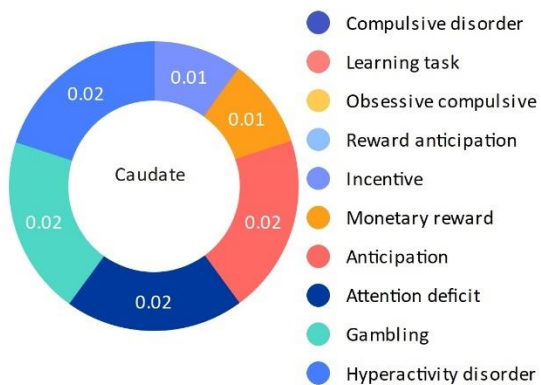 0.01
0.01
0.02
0.02
0.02
0.02
Caudate
Compulsive disorder
Learning task
Obsessive compulsive
Reward anticipation
Incentive
Monetary reward
Anticipation
Attention deficit
Gambling
Hyperactivity disorder